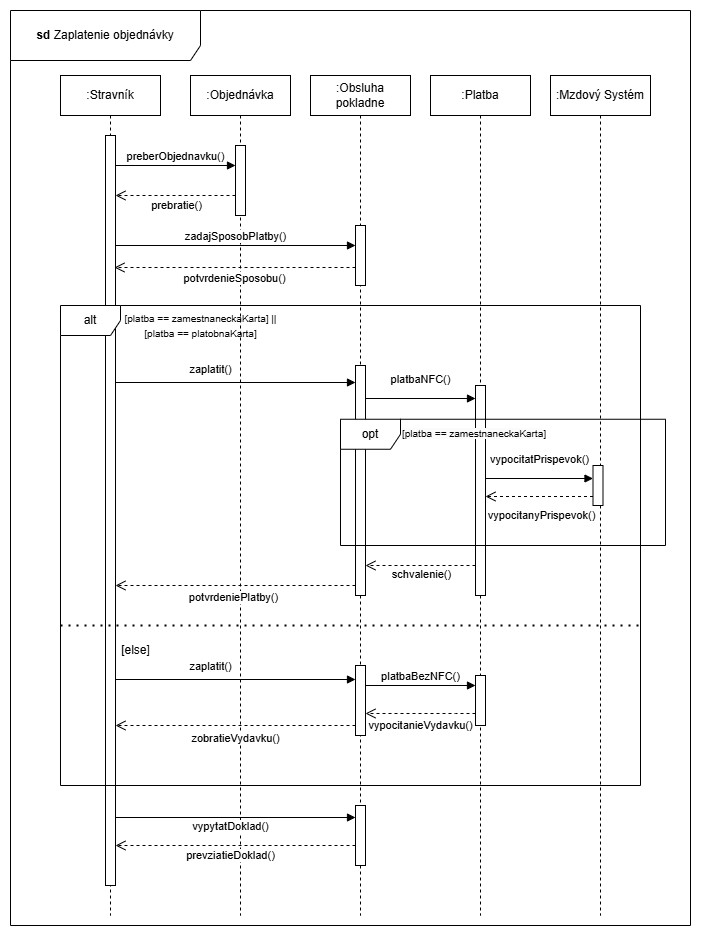 sd Zaplatenie objednávky
:Stravník
:Objednávka
:Obsluha
pokladne
:Platba
:Mzdový Systém
preberObjednavku()
prebratie()
zadajSposobPlatby()
potvrdenieSposobu()
alt
[platba == zamestnaneckaKarta] ||
[platba == platobnaKarta]
zaplatit()
platbaNFC()
opt
[platba == zamestnaneckaKarta]
vypocitatPrispevok()
vypocitanyPrispevok()
schvalenie()
potvrdeniePlatby()
[else]
zaplatit()
platbaBezNFC()
vypocitanieVydavku()
zobratieVydavku()
vypytatDoklad()
prevziatieDoklad()